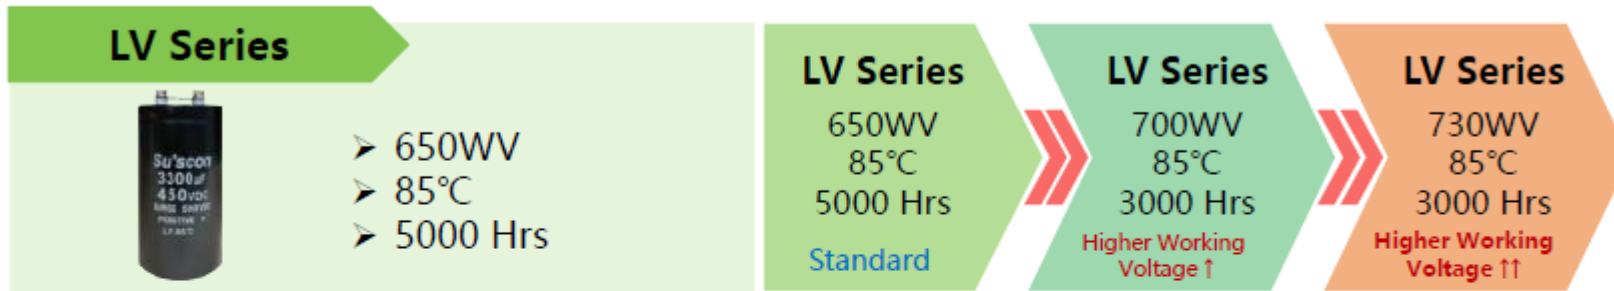 LV Series
Su'scon
3300µF
450VDC
➢ 650WV
➢ 85℃
➢ 5000 Hrs
LV Series
650WV
85℃
5000 Hrs
Standard
LV Series
700WV
85℃
3000 Hrs
Higher Working
Voltage ↑
LV Series
730WV
85℃
3000 Hrs
Higher Working
Voltage ↑↑